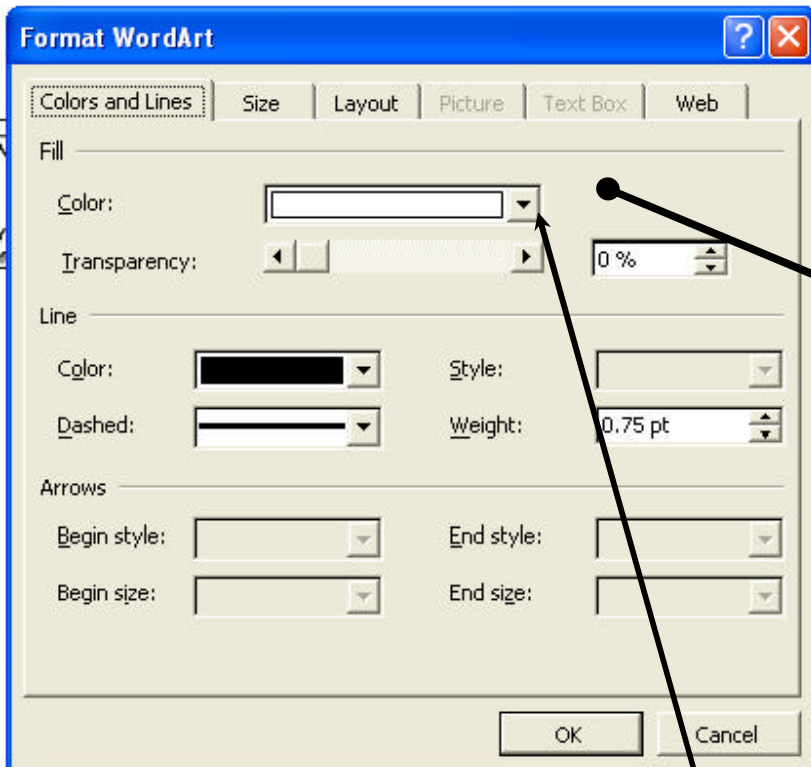 Format WordArt
Colors and Lines Size Layout Picture Text Box Web
Fill
Color:
Transparency: 0 %
Line
Color: Style:
Dashed: Weight: 0.75 pt
Arrows
Begin style: End style:
Begin size: End size:
OK Cancel